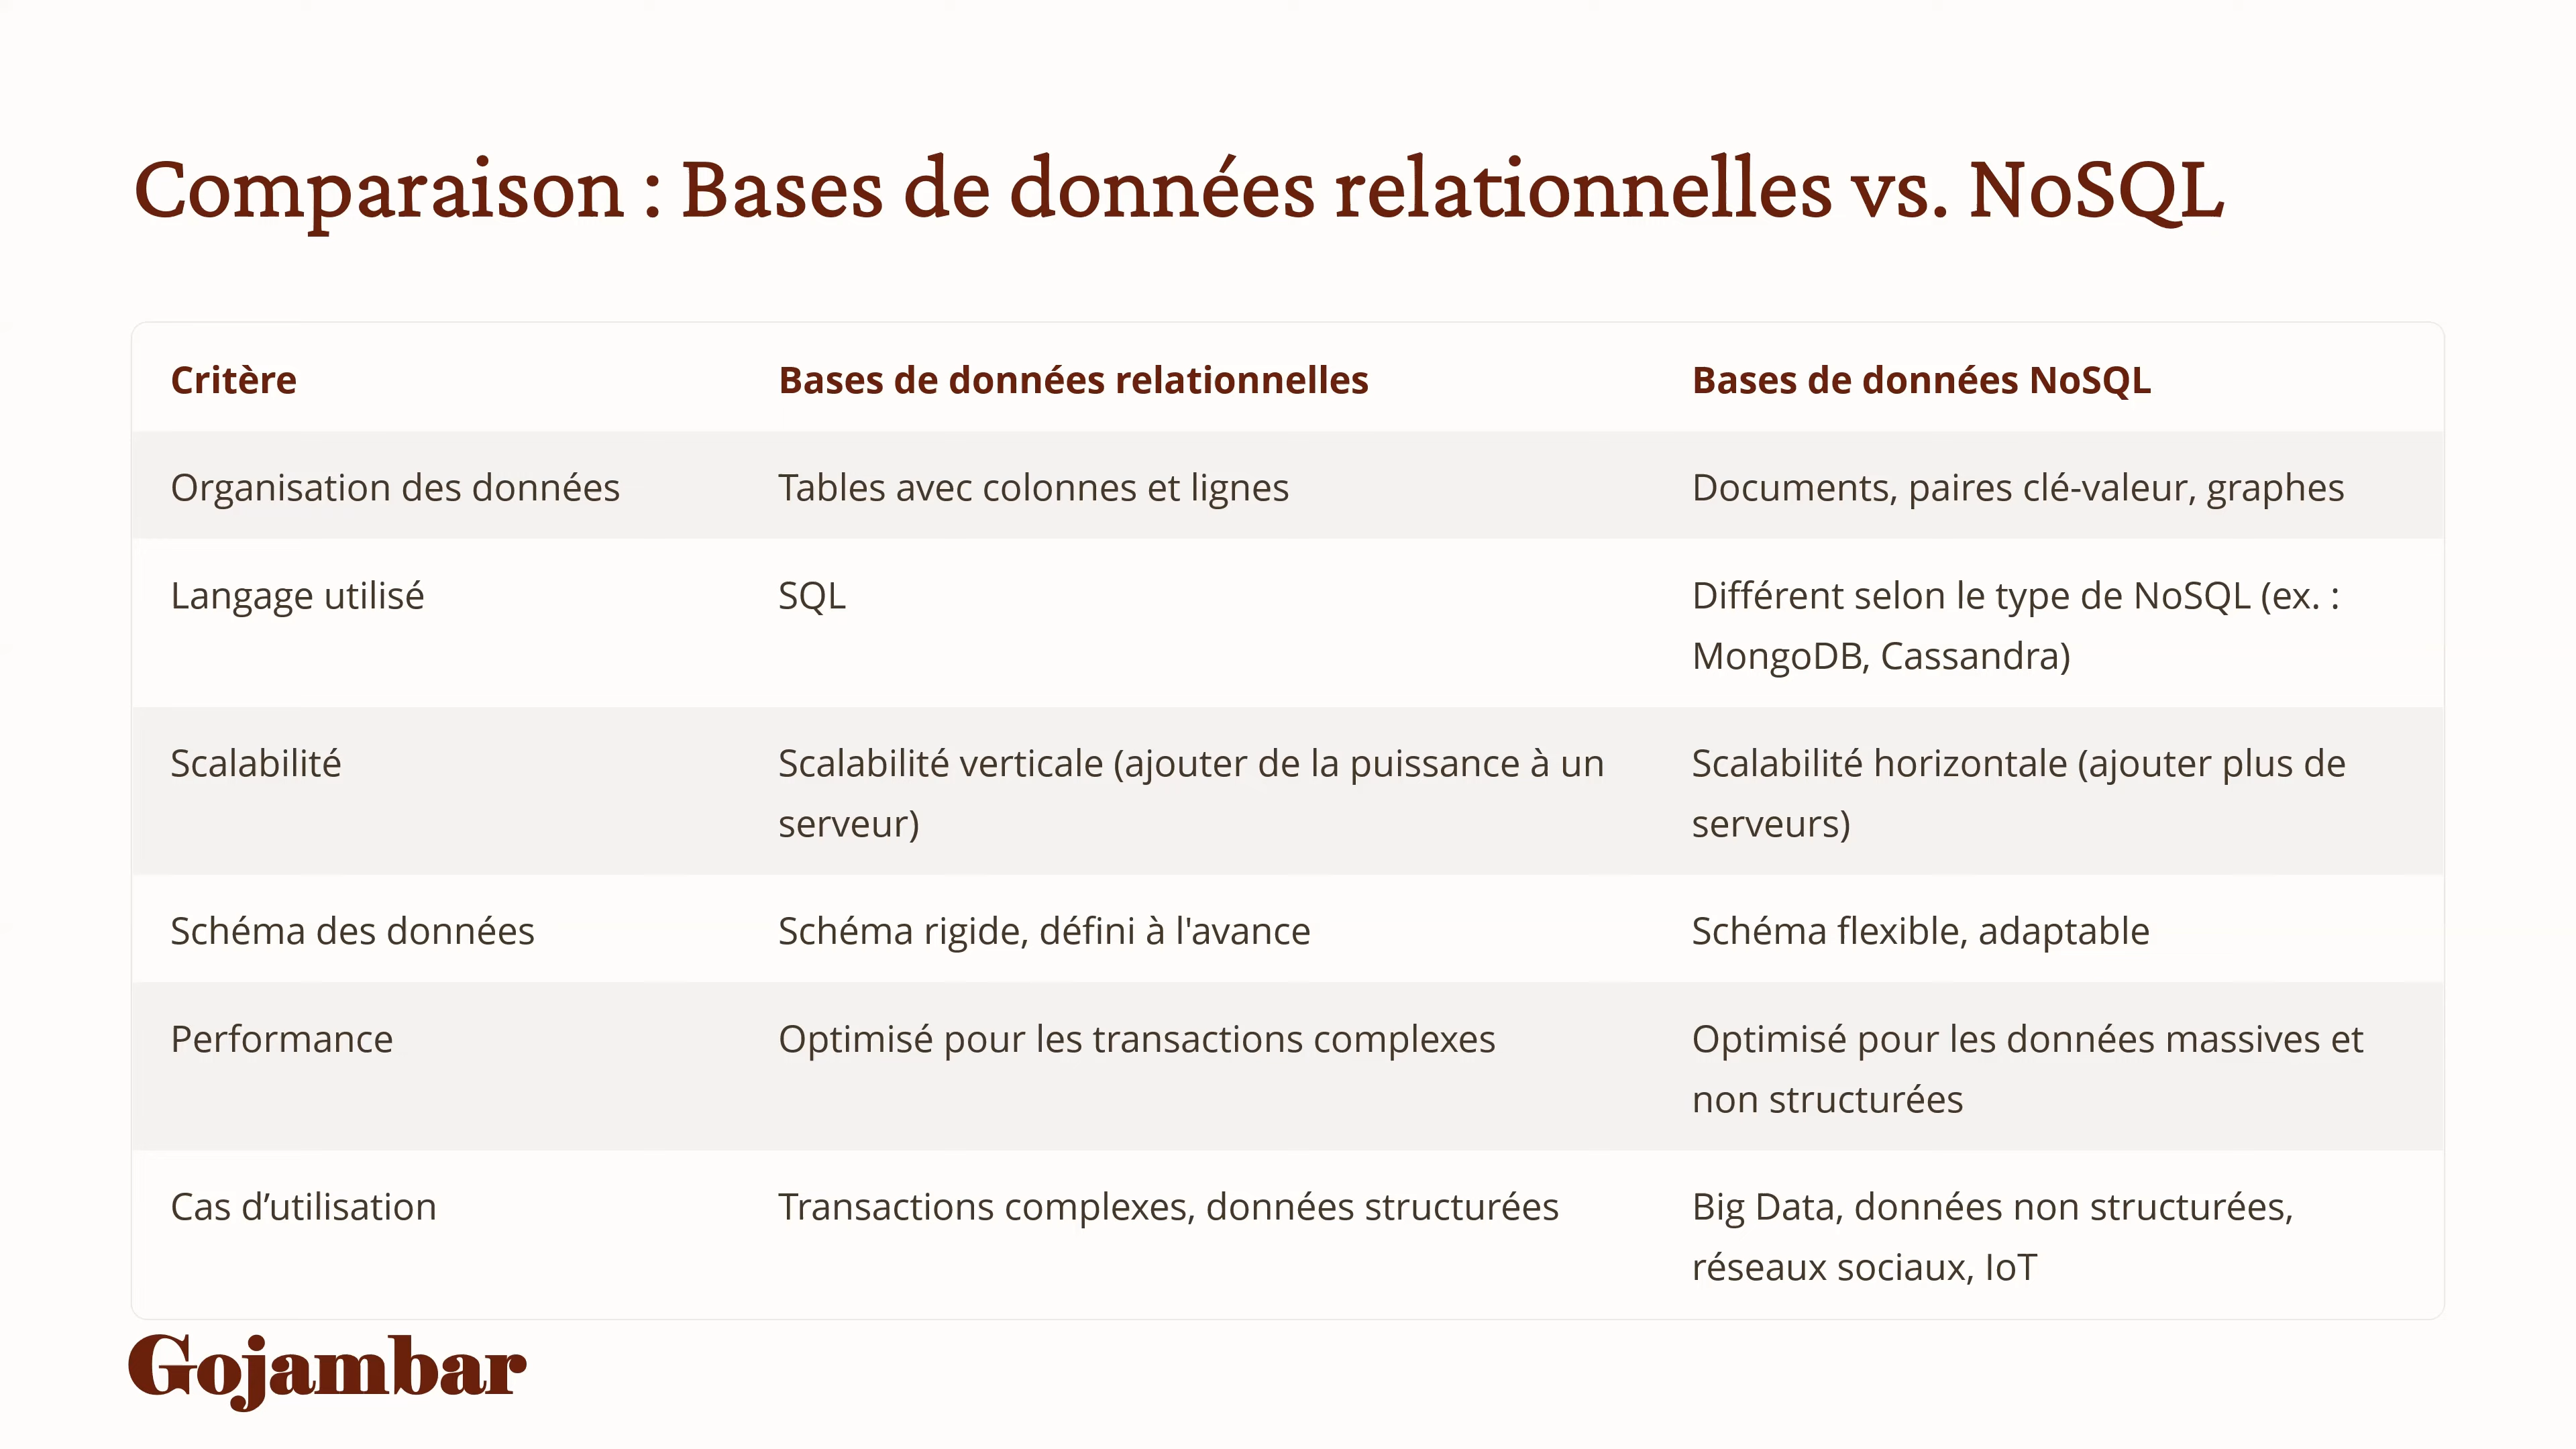 Comparaison : Bases de données relationnelles vs. NoSQL
Critère
Bases de données relationnelles
Bases de données NoSQL
Organisation des données
Tables avec colonnes et lignes
Documents, paires clé-valeur, graphes
Langage utilisé
SQL
Différent selon le type de NoSQL (ex. :
MongoDB, Cassandra)
Scalabilité
Scalabilité verticale (ajouter de la puissance à un
serveur)
Scalabilité horizontale (ajouter plus de
serveurs)
Schéma des données
Schéma rigide, défini à l'avance
Schéma flexible, adaptable
Performance
Optimisé pour les transactions complexes
Optimisé pour les données massives et
non structurées
Cas d’utilisation
Transactions complexes, données structurées
Big Data, données non structurées,
réseaux sociaux, IoT
Gojambar